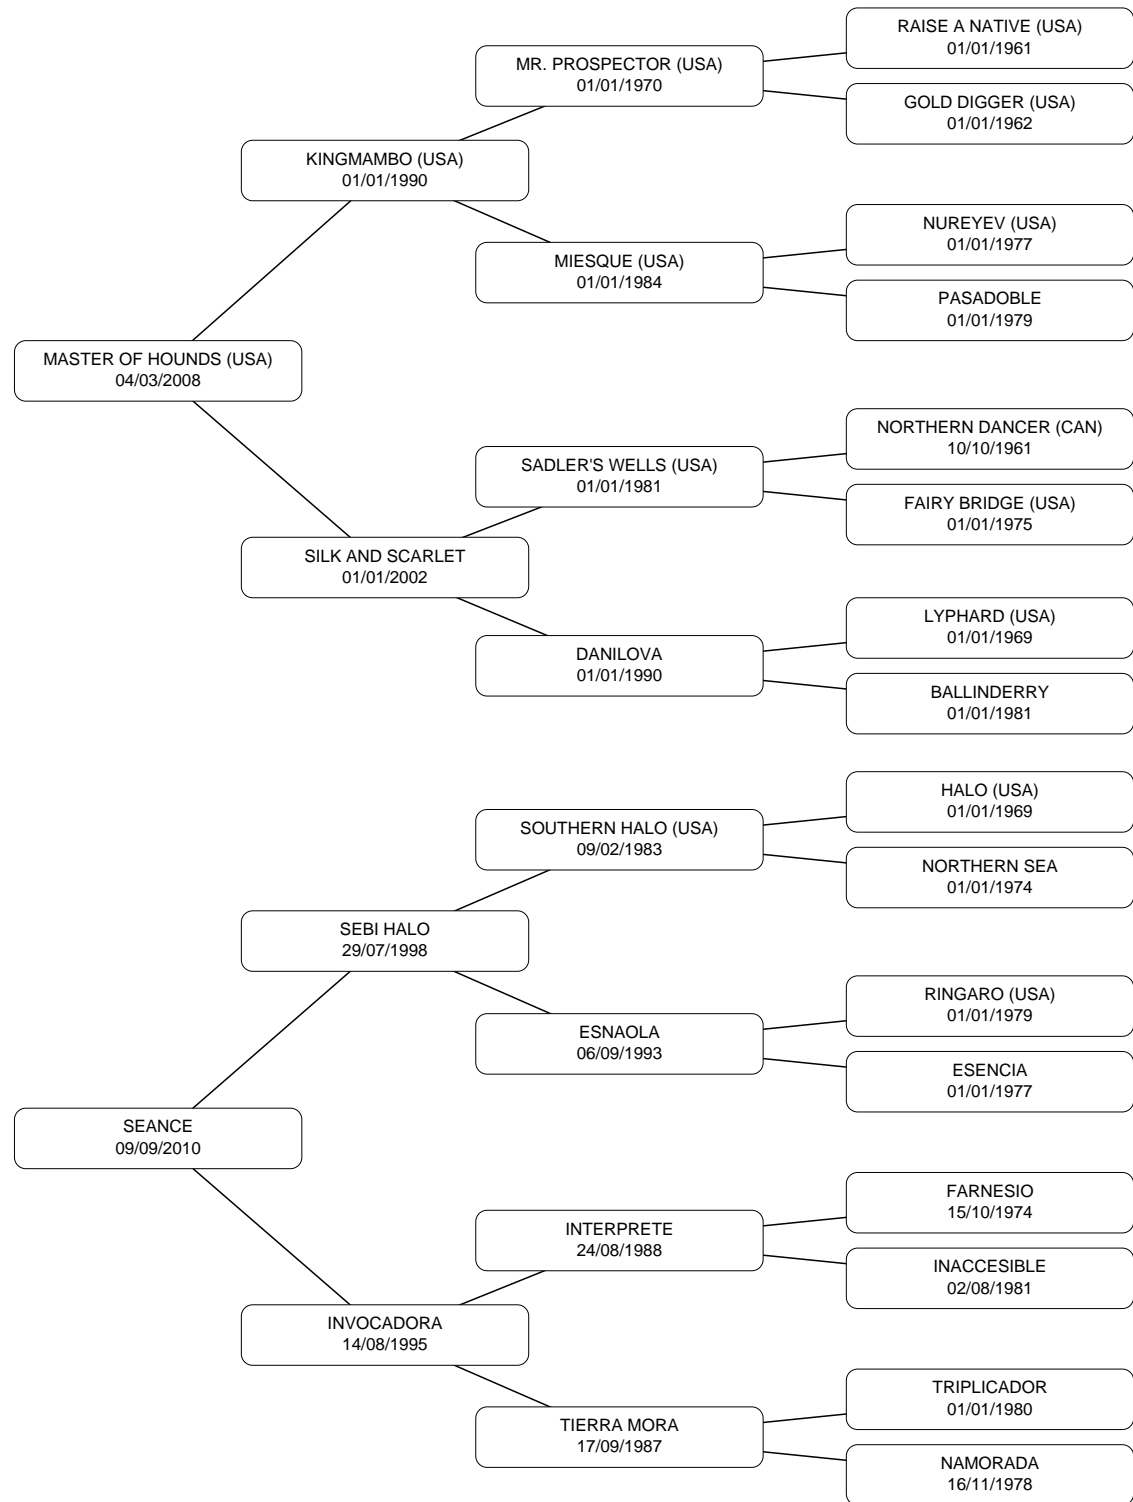 RAISE A NATIVE (USA)
01/01/1961
MR. PROSPECTOR (USA)
01/01/1970
GOLD DIGGER (USA)
01/01/1962
KINGMAMBO (USA)
01/01/1990
NUREYEV (USA)
01/01/1977
MIESQUE (USA)
01/01/1984
PASADOBLE
01/01/1979
MASTER OF HOUNDS (USA)
04/03/2008
NORTHERN DANCER (CAN)
10/10/1961
SADLER'S WELLS (USA)
01/01/1981
FAIRY BRIDGE (USA)
01/01/1975
SILK AND SCARLET
01/01/2002
LYPHARD (USA)
01/01/1969
DANILOVA
01/01/1990
BALLINDERRY
01/01/1981
HALO (USA)
01/01/1969
SOUTHERN HALO (USA)
09/02/1983
NORTHERN SEA
01/01/1974
SEBI HALO
29/07/1998
RINGARO (USA)
01/01/1979
ESNAOLA
06/09/1993
ESENCIA
01/01/1977
SEANCE
09/09/2010
FARNESIO
15/10/1974
INTERPRETE
24/08/1988
INACCESIBLE
02/08/1981
INVOCADORA
14/08/1995
TRIPLICADOR
01/01/1980
TIERRA MORA
17/09/1987
NAMORADA
16/11/1978